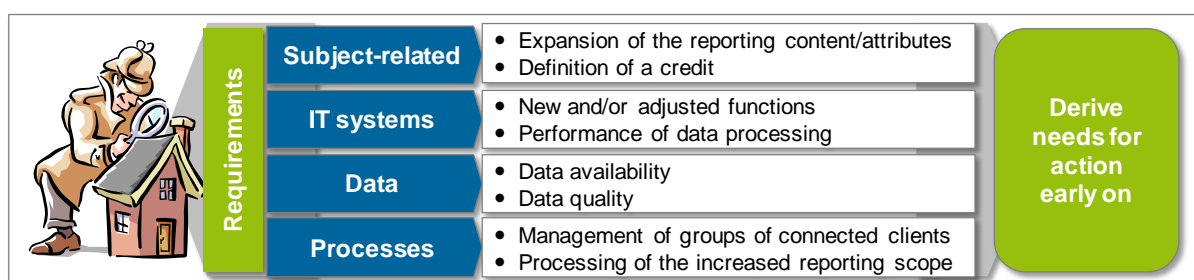 Requirements
Subject-related
• Expansion of the reporting content/attributes
• Definition of a credit
IT systems
• New and/or adjusted functions
• Performance of data processing
Data
• Data availability
• Data quality
Processes
• Management of groups of connected clients
• Processing of the increased reporting scope
Derive
needs for
action
early on